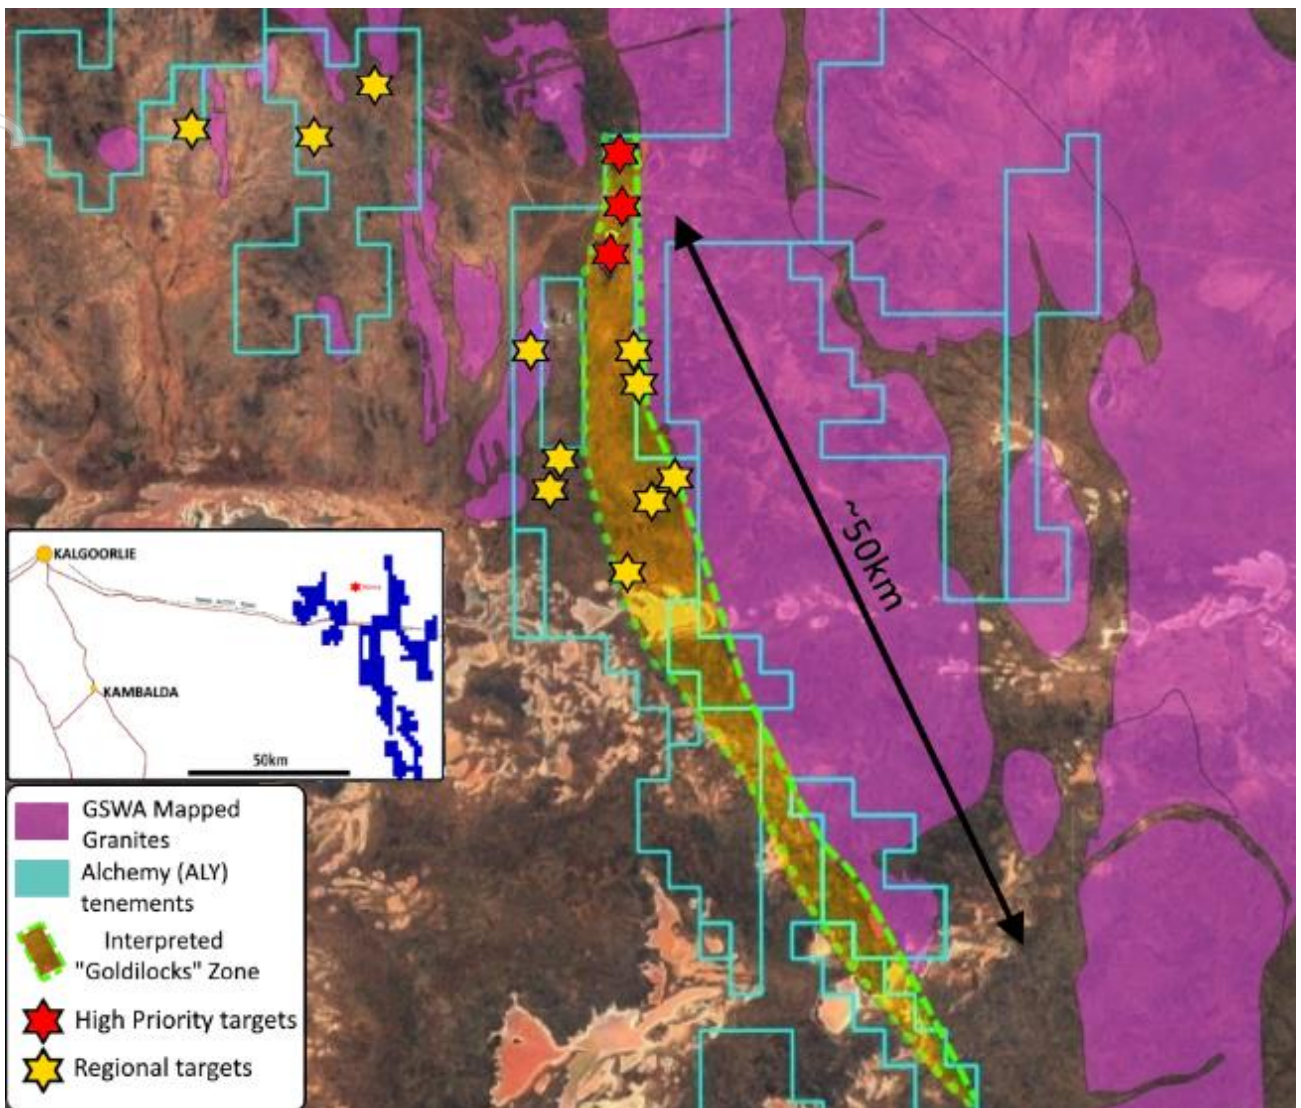 ~50km
KALGOORLIE
KAMBALDA
50km
GSWA Mapped
Granites
Alchemy (ALY)
tenements
Interpreted
"Goldilocks" Zone
High Priority targets
Regional targets